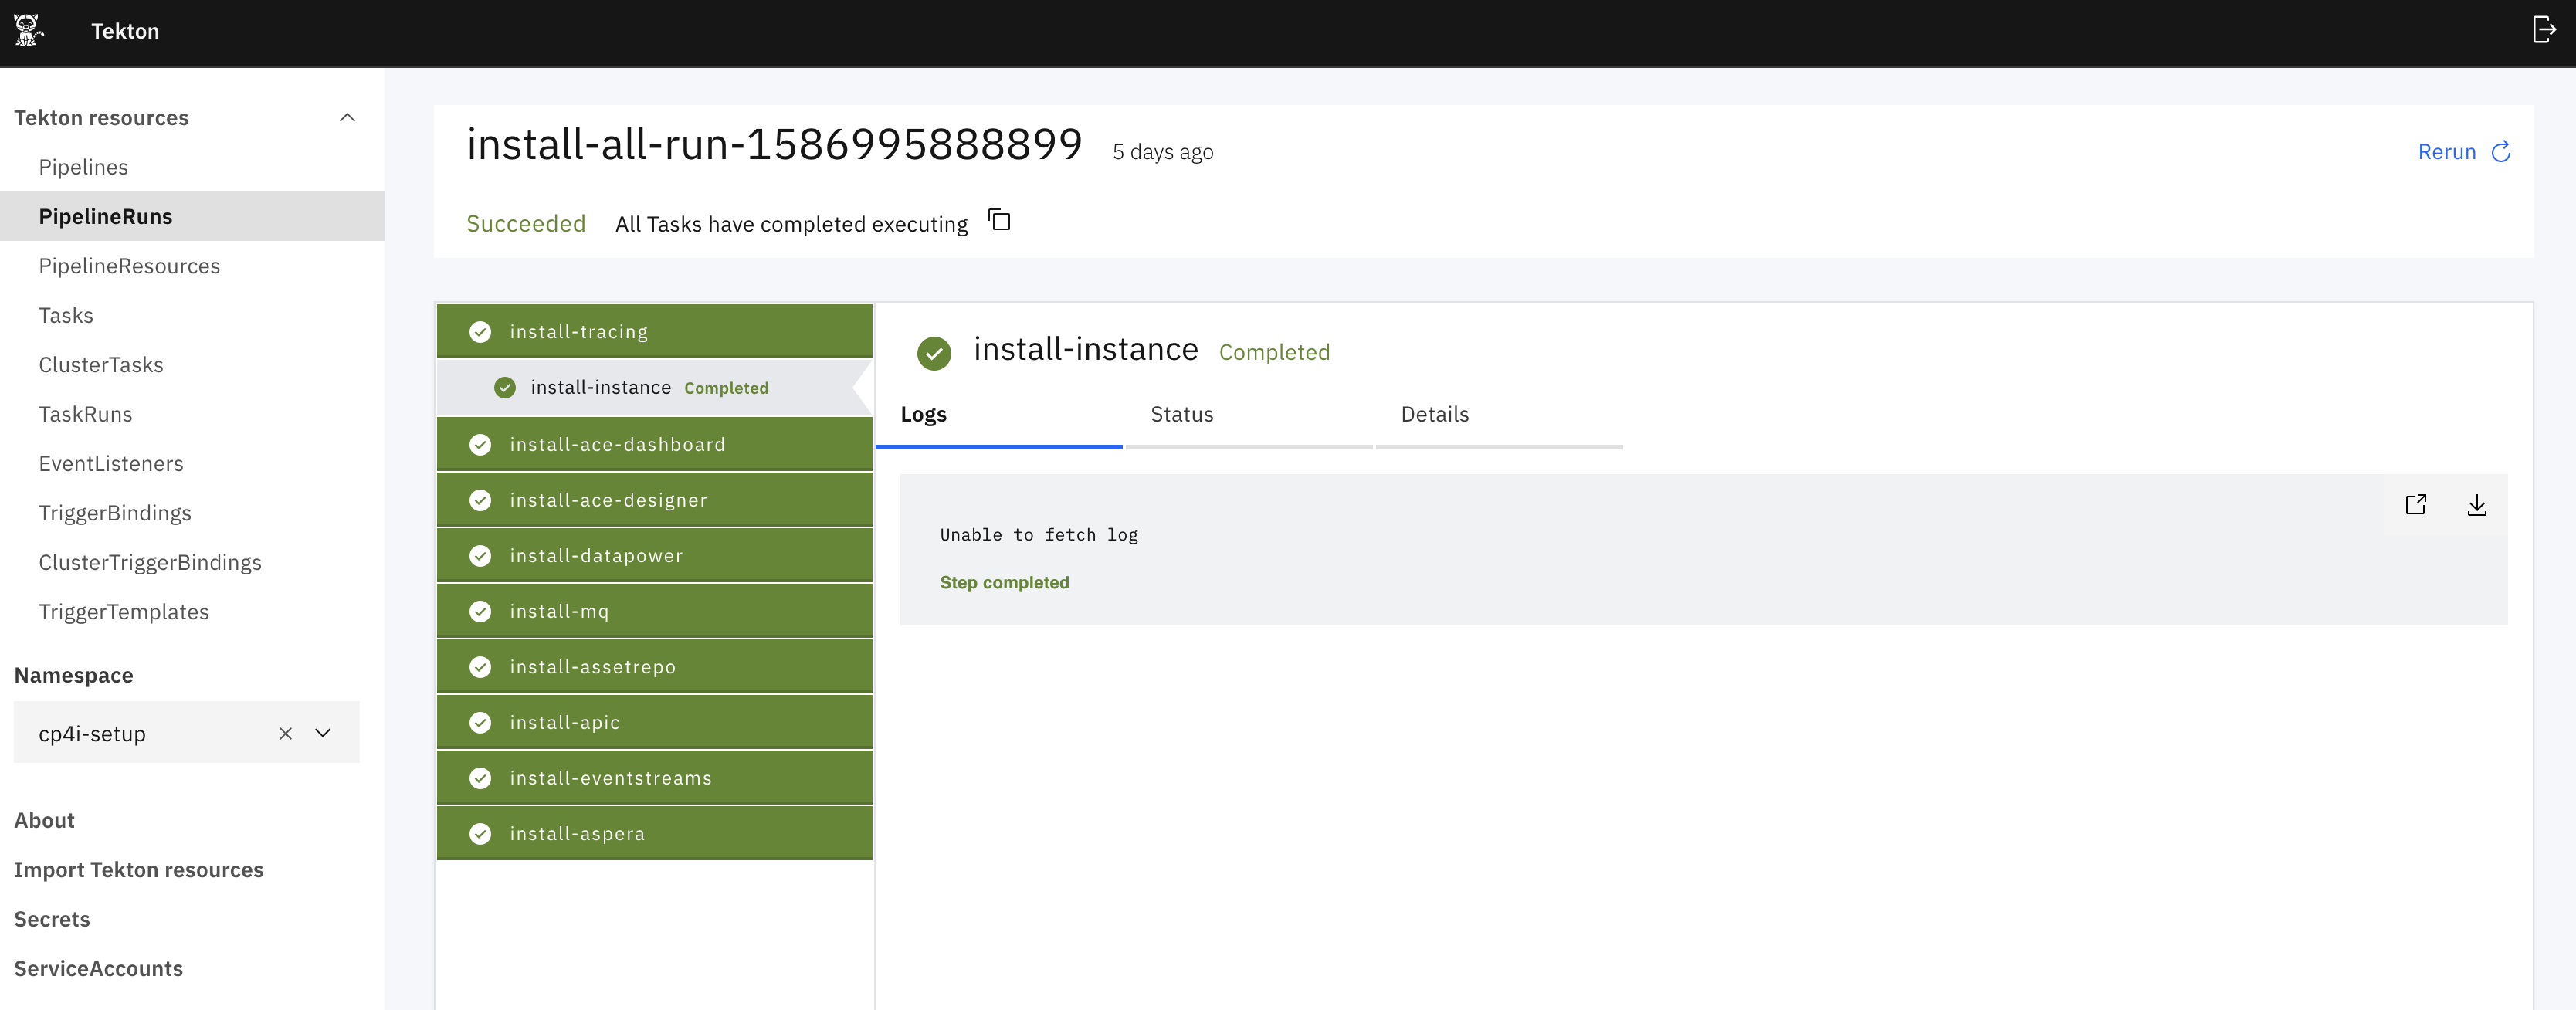 Tekton
Tekton resources
Pipelines
PipelineRuns
PipelineResources
Tasks
ClusterTasks
TaskRuns
EventListeners
TriggerBindings
ClusterTriggerBindings
TriggerTemplates
Namespace
cp4i-setup
About
Import Tekton resources
Secrets
ServiceAccounts
install-all-run-1586995888899 5 days ago
Rerun
Succeeded All Tasks have completed executing
install-tracing
install-instance Completed
install-ace-dashboard
install-ace-designer
install-datapower
install-mq
install-assetrepo
install-apic
install-eventstreams
install-aspera
install-instance Completed
Logs Status Details
Unable to fetch log
Step completed